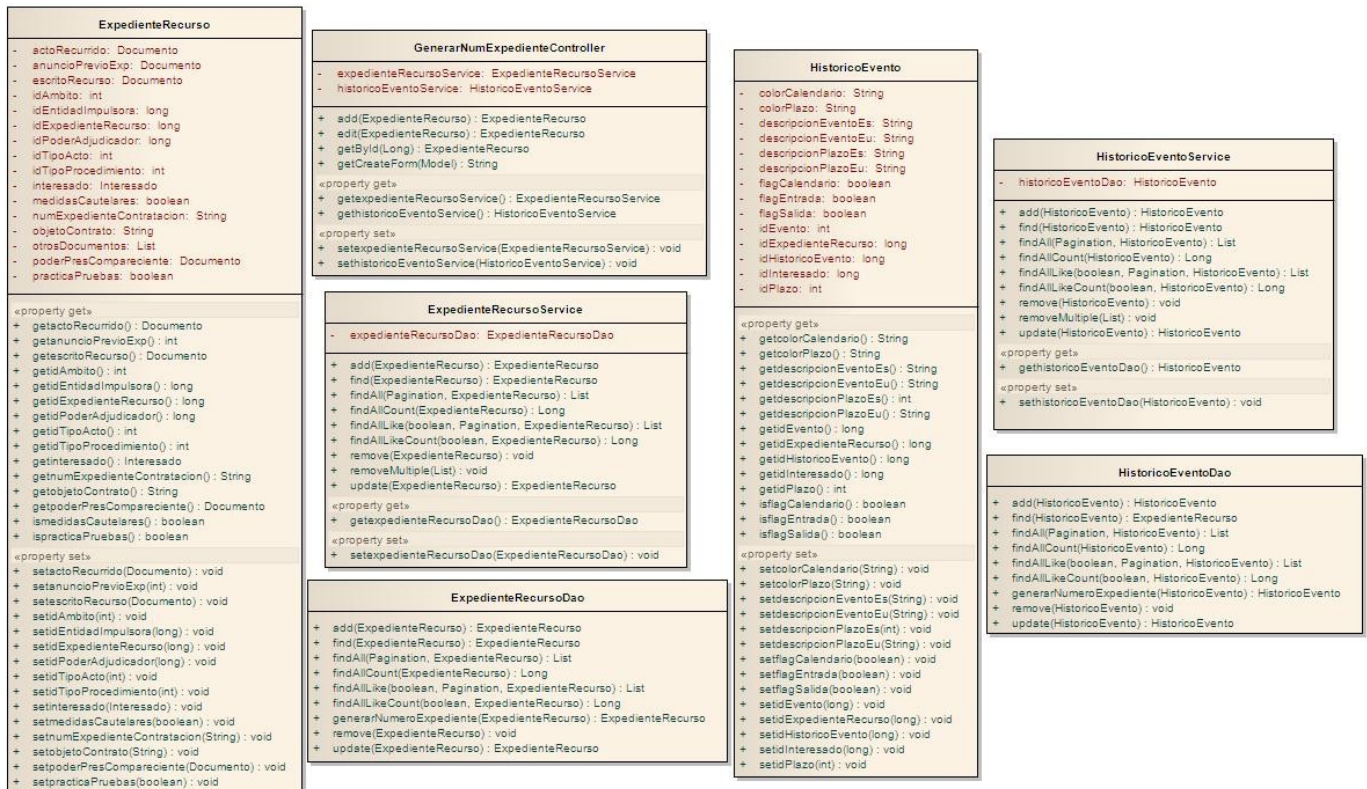 ExpedienteRecurso
- actoRecurrido: Documento
- anuncioPrevioExp: Documento
- escritoRecurso: Documento
- idAmbito: int
- idEntidadImpulsora: long
- idExpedienteRecurso: long
- idPoderAdjudicador: long
- idTipoActo: int
- idTipoProcedimiento: int
- interesado: Interesado
- medidasCautelares: boolean
- numExpedienteContratacion: String
- objetoContrato: String
- otrosDocumentos: List
- poderPresCompareciente: Documento
- practicaPruebas: boolean
«property get»
+ getactoRecurrido() : Documento
+ getanuncioPrevioExp() : int
+ getescritoRecurso() : Documento
+ getidAmbito() : int
+ getidEntidadImpulsora() : long
+ getidExpedienteRecurso() : long
+ getidPoderAdjudicador() : long
+ getidTipoActo() : int
+ getidTipoProcedimiento() : int
+ getinteresado() : Interesado
+ getnumExpedienteContratacion() : String
+ getobjetoContrato() : String
+ getpoderPresCompareciente() : Documento
+ ismedidasCautelares() : boolean
+ ispracticaPruebas() : boolean
«property set»
+ setactoRecurrido(Documento) : void
+ setanuncioPrevioExp(int) : void
+ setescritoRecurso(Documento) : void
+ setidAmbito(int) : void
+ setidEntidadImpulsora(long) : void
+ setidExpedienteRecurso(long) : void
+ setidPoderAdjudicador(long) : void
+ setidTipoActo(int) : void
+ setidTipoProcedimiento(int) : void
+ setinteresado(Interesado) : void
+ setmedidasCautelares(boolean) : void
+ setnumExpedienteContratacion(String) : void
+ setobjetoContrato(String) : void
+ setpoderPresCompareciente(Documento) : void
+ setpracticaPruebas(boolean) : void
GenerarNumExpedienteController
- expedienteRecursoService: ExpedienteRecursoService
- historicoEventoService: HistoricoEventoService
+ add(ExpedienteRecurso) : ExpedienteRecurso
+ edit(ExpedienteRecurso) : ExpedienteRecurso
+ getById(Long) : ExpedienteRecurso
+ getCreateForm(Model) : String
«property get»
+ getexpedienteRecursoService() : ExpedienteRecursoService
+ gethistoricoEventoService() : HistoricoEventoService
«property set»
+ setexpedienteRecursoService(ExpedienteRecursoService) : void
+ sethistoricoEventoService(HistoricoEventoService) : void
ExpedienteRecursoService
- expedienteRecursoDao: ExpedienteRecursoDao
+ add(ExpedienteRecurso) : ExpedienteRecurso
+ find(ExpedienteRecurso) : ExpedienteRecurso
+ findAll(Pagination, ExpedienteRecurso) : List
+ findAllCount(ExpedienteRecurso) : Long
+ findAllLike(boolean, Pagination, ExpedienteRecurso) : List
+ findAllLikeCount(boolean, ExpedienteRecurso) : Long
+ remove(ExpedienteRecurso) : void
+ removeMultiple(List) : void
+ update(ExpedienteRecurso) : ExpedienteRecurso
«property get»
+ getexpedienteRecursoDao() : ExpedienteRecursoDao
«property set»
+ setexpedienteRecursoDao(ExpedienteRecursoDao) : void
ExpedienteRecursoDao
+ add(ExpedienteRecurso) : ExpedienteRecurso
+ find(ExpedienteRecurso) : ExpedienteRecurso
+ findAll(Pagination, ExpedienteRecurso) : List
+ findAllCount(ExpedienteRecurso) : Long
+ findAllLike(boolean, Pagination, ExpedienteRecurso) : List
+ findAllLikeCount(boolean, ExpedienteRecurso) : Long
+ generarNumeroExpediente(ExpedienteRecurso) : ExpedienteRecurso
+ remove(ExpedienteRecurso) : void
+ update(ExpedienteRecurso) : ExpedienteRecurso
HistoricoEvento
- colorCalendario: String
- colorPlazo: String
- descripcionEventoEs: String
- descripcionEventoEu: String
- descripcionPlazoEs: String
- descripcionPlazoEu: String
- flagCalendario: boolean
- flagEntrada: boolean
- flagSalida: boolean
- idEvento: int
- idExpedienteRecurso: long
- idHistoricoEvento: long
- idInteresado: long
- idPlazo: int
«property get»
+ getcolorCalendario() : String
+ getcolorPlazo() : String
+ getdescripcionEventoEs() : String
+ getdescripcionEventoEu() : String
+ getdescripcionPlazoEs() : int
+ getdescripcionPlazoEu() : String
+ getidEvento() : long
+ getidExpedienteRecurso() : long
+ getidHistoricoEvento() : long
+ getidInteresado() : long
+ getidPlazo() : int
+ isflagCalendario() : boolean
+ isflagEntrada() : boolean
+ isflagSalida() : boolean
«property set»
+ setcolorCalendario(String) : void
+ setcolorPlazo(String) : void
+ setdescripcionEventoEs(String) : void
+ setdescripcionEventoEu(String) : void
+ setdescripcionPlazoEs(int) : void
+ setdescripcionPlazoEu(String) : void
+ setflagCalendario(boolean) : void
+ setflagEntrada(boolean) : void
+ setflagSalida(boolean) : void
+ setidEvento(long) : void
+ setidExpedienteRecurso(long) : void
+ setidHistoricoEvento(long) : void
+ setidInteresado(long) : void
+ setidPlazo(int) : void
HistoricoEventoService
- historicoEventoDao: HistoricoEvento
+ add(HistoricoEvento) : HistoricoEvento
+ find(HistoricoEvento) : HistoricoEvento
+ findAll(Pagination, HistoricoEvento) : List
+ findAllCount(HistoricoEvento) : Long
+ findAllLike(boolean, Pagination, HistoricoEvento) : List
+ findAllLikeCount(boolean, HistoricoEvento) : Long
+ remove(HistoricoEvento) : void
+ removeMultiple(List) : void
+ update(HistoricoEvento) : HistoricoEvento
«property get»
+ gethistoricoEventoDao() : HistoricoEvento
«property set»
+ sethistoricoEventoDao(HistoricoEvento) : void
HistoricoEventoDao
+ add(HistoricoEvento) : HistoricoEvento
+ find(HistoricoEvento) : ExpedienteRecurso
+ findAll(Pagination, HistoricoEvento) : List
+ findAllCount(HistoricoEvento) : Long
+ findAllLike(boolean, Pagination, HistoricoEvento) : List
+ findAllLikeCount(boolean, HistoricoEvento) : Long
+ generarNumeroExpediente(HistoricoEvento) : HistoricoEvento
+ remove(HistoricoEvento) : void
+ update(HistoricoEvento) : HistoricoEvento